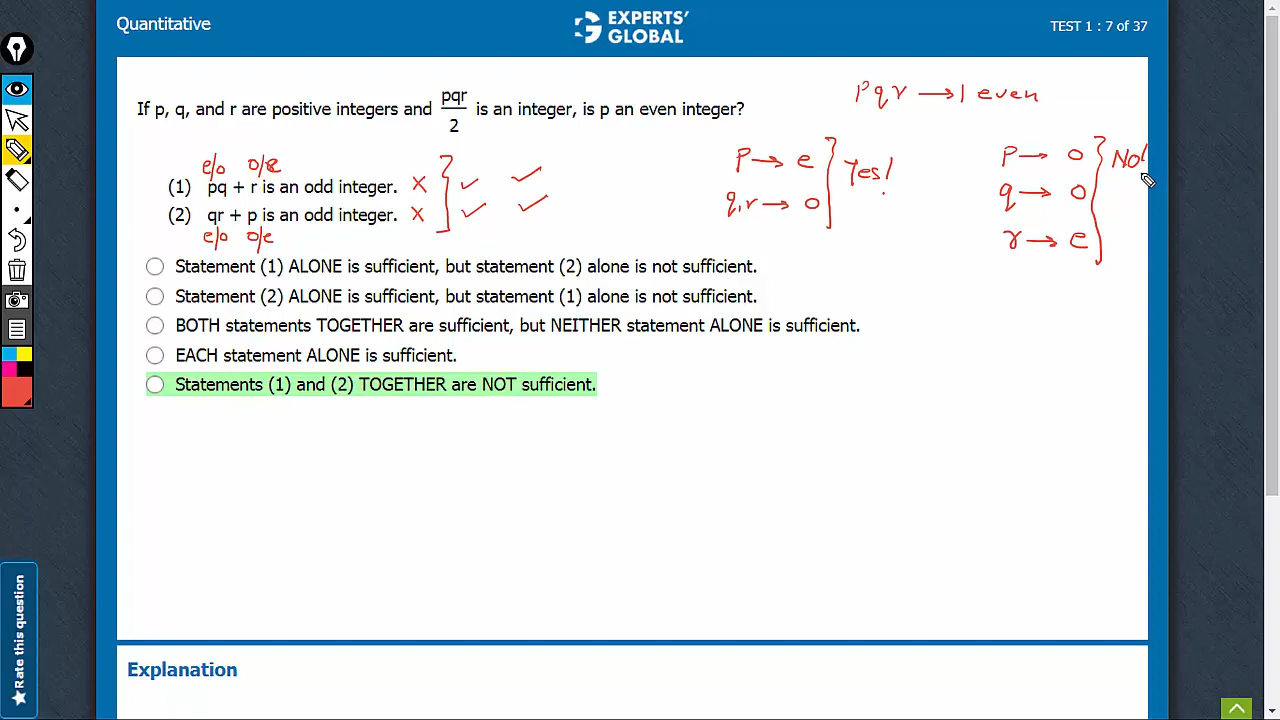 Quantitative
EXPERTS'
GLOBAL
TEST 1 : 7 of 37
pqr → 1 even
If p, q, and r are positive integers and pqr/2 is an integer, is p an even integer?
e/o o/e
(1) pq + r is an odd integer. × ✓ ✓
(2) qr + p is an odd integer. × ✓ ✓
e/o o/e
p → e
q,r → o
Yes!
p → o
q → o
r → e
No!
Statement (1) ALONE is sufficient, but statement (2) alone is not sufficient.
Statement (2) ALONE is sufficient, but statement (1) alone is not sufficient.
BOTH statements TOGETHER are sufficient, but NEITHER statement ALONE is sufficient.
EACH statement ALONE is sufficient.
Statements (1) and (2) TOGETHER are NOT sufficient.
★ Rate this question
Explanation